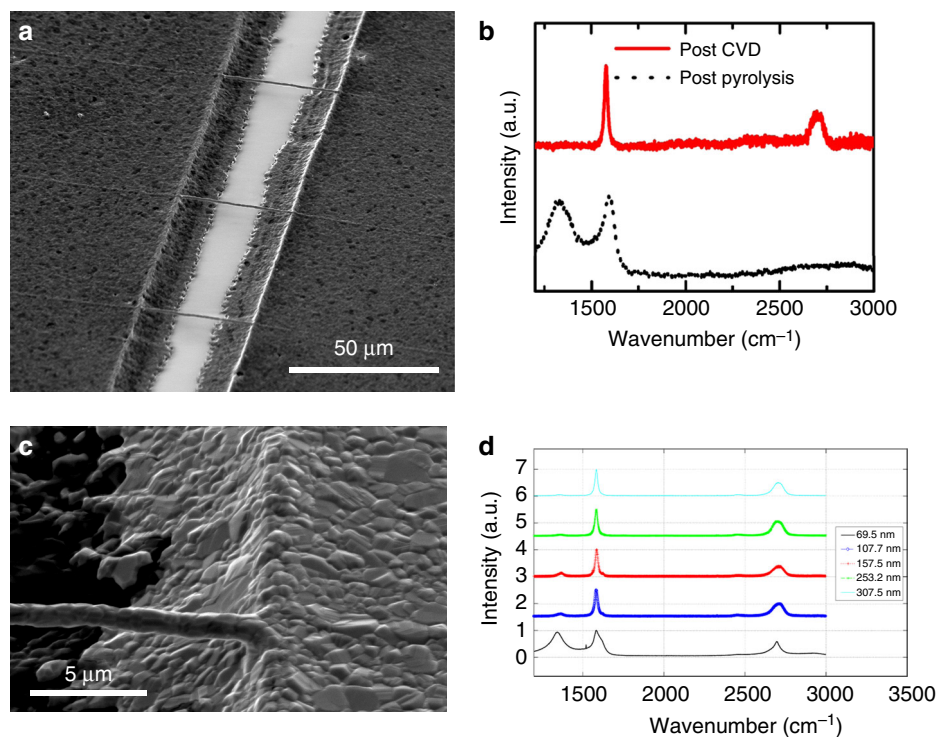 a
50 μm
b
Post CVD
Post pyrolysis
Intensity (a.u.)
1500
2000
2500
3000
Wavenumber (cm⁻¹)
c
5 μm
d
7
6
5
4
3
2
1
0
Intensity (a.u.)
69.5 nm
107.7 nm
157.5 nm
253.2 nm
307.5 nm
1500
2000
2500
3000
3500
Wavenumber (cm⁻¹)